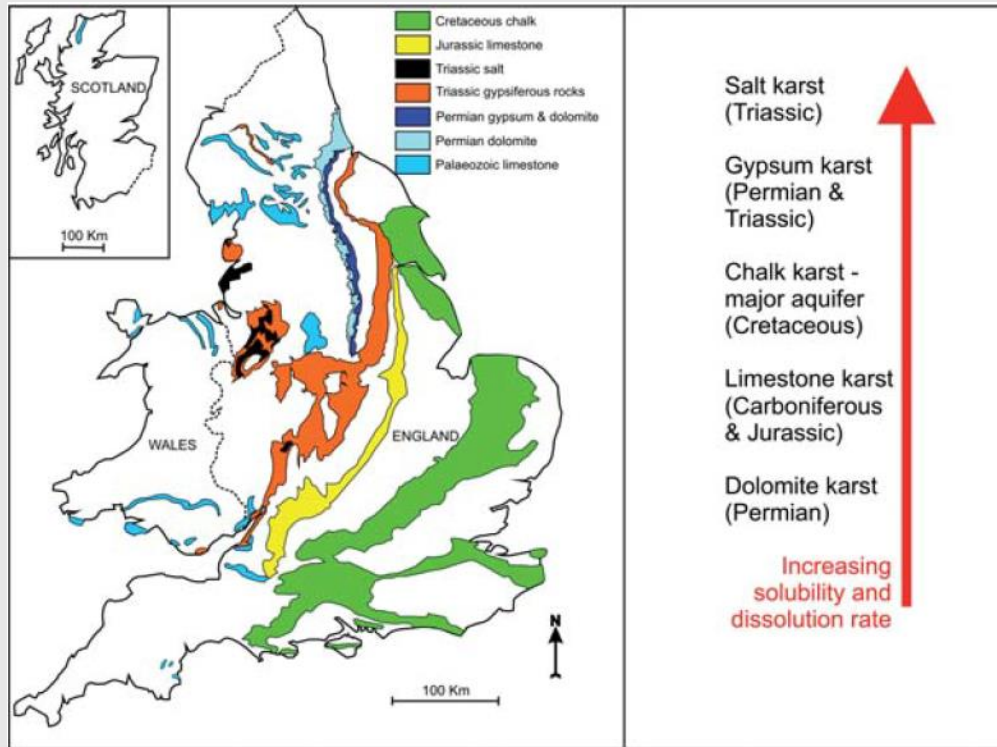 SCOTLAND
100 Km
Cretaceous chalk
Jurassic limestone
Triassic salt
Triassic gypsiferous rocks
Permian gypsum & dolomite
Permian dolomite
Palaeozoic limestone
WALES
ENGLAND
N
100 Km
Salt karst
(Triassic)
Gypsum karst
(Permian &
Triassic)
Chalk karst -
major aquifer
(Cretaceous)
Limestone karst
(Carboniferous
& Jurassic)
Dolomite karst
(Permian)
Increasing
solubility and
dissolution rate